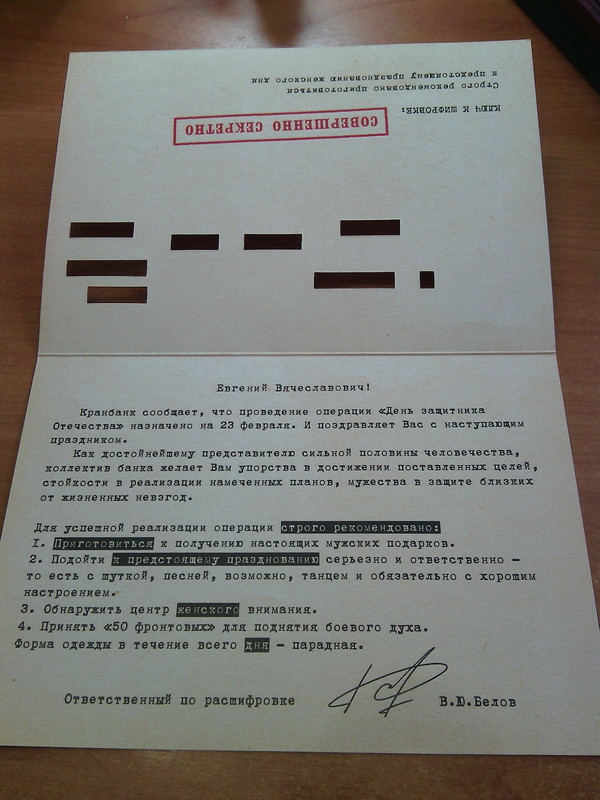 КЛЮЧ К ШИФРОВКЕ:
Строго рекомендовано приготовиться
к предстоящему празднованию женского дня
СОВЕРШЕННО СЕКРЕТНО
Евгений Вячеславович!
Кранбанк сообщает, что проведение операции «День защитника
Отечества» назначено на 23 февраля. И поздравляет Вас с наступающим
праздником.
Как достойнейшему представителю сильной половины человечества,
коллектив банка желает Вам упорства в достижении поставленных целей,
стойкости в реализации намеченных планов, мужества в защите близких
от жизненных невзгод.
Для успешной реализации операции строго рекомендовано:
1. Приготовиться к получению настоящих мужских подарков.
2. Подойти к предстоящему празднованию серьезно и ответственно –
то есть с шуткой, песней, возможно, танцем и обязательно с хорошим
настроением.
3. Обнаружить центр женского внимания.
4. Принять «50 фронтовых» для поднятия боевого духа.
Форма одежды в течение всего дня – парадная.
Ответственный по расшифровке В.Ю.Белов